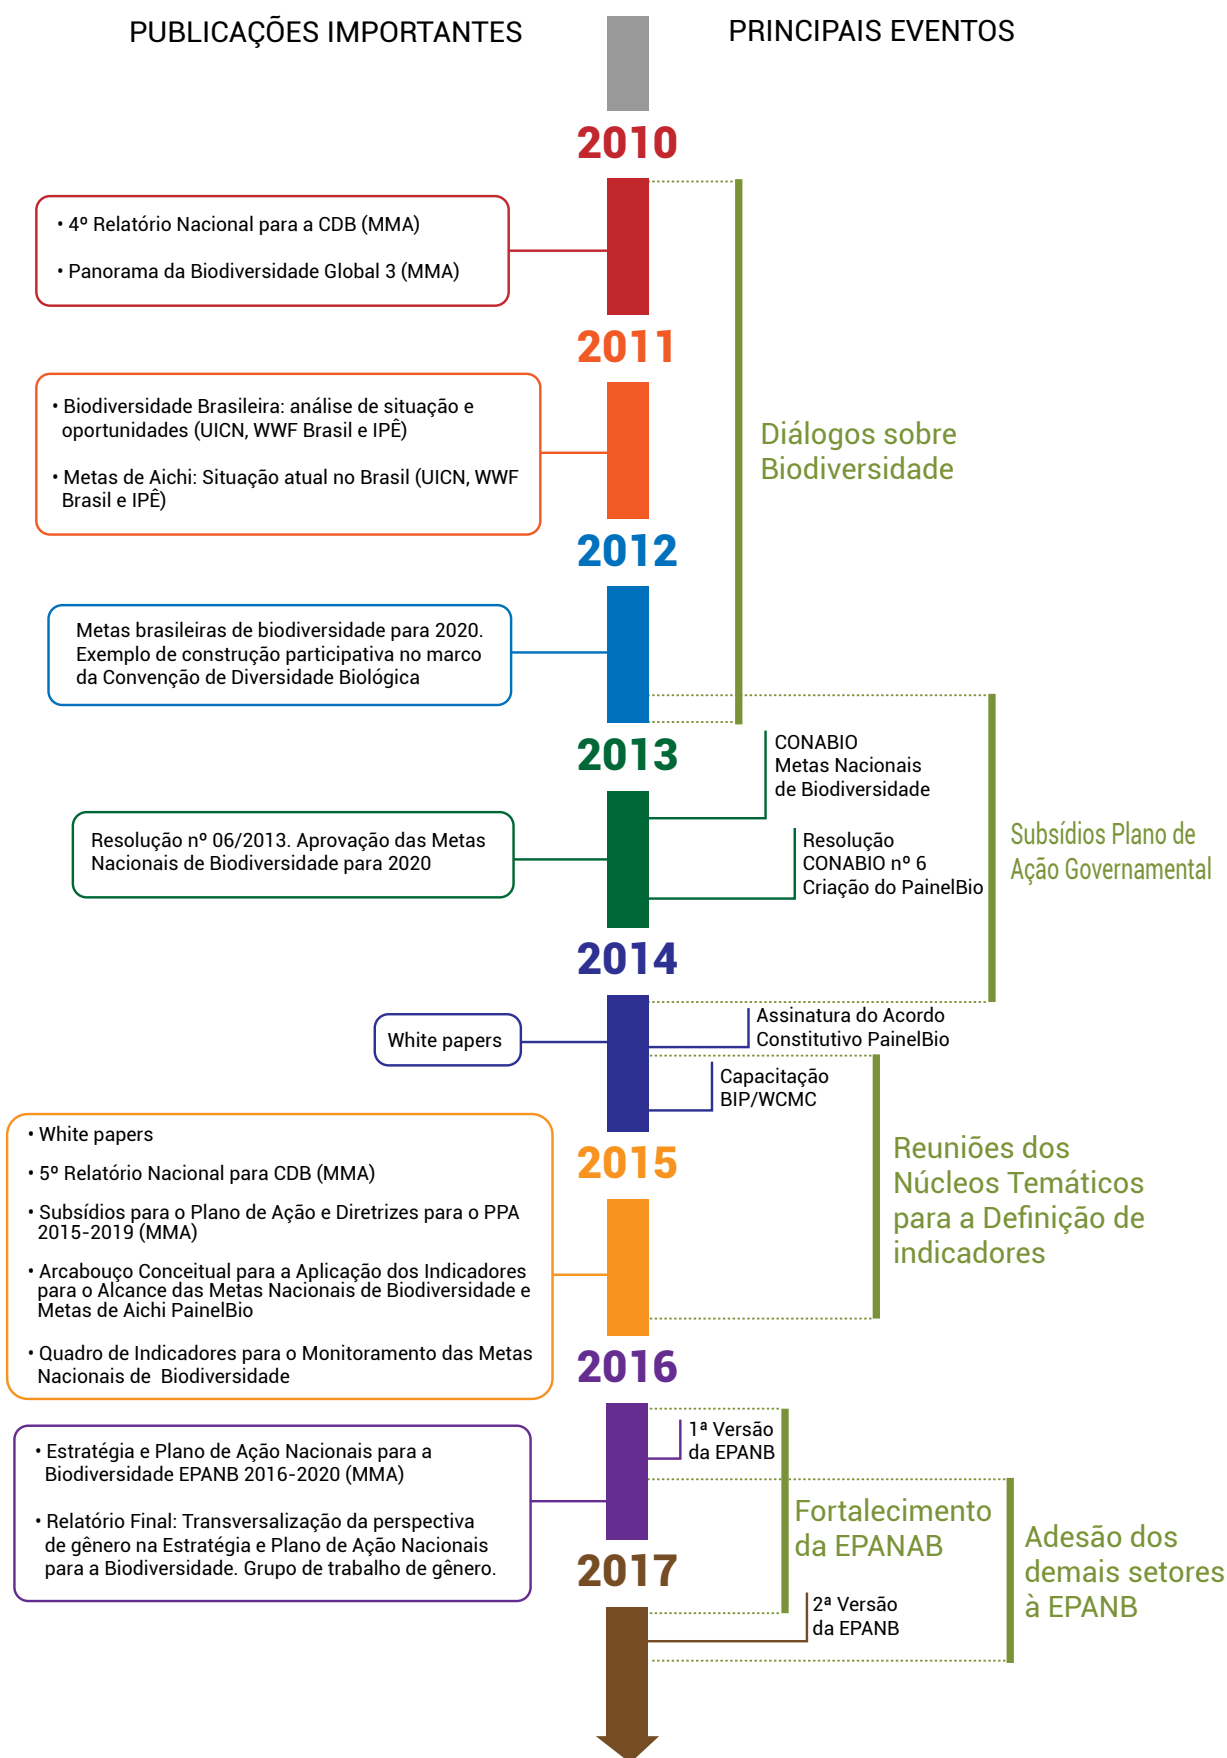 PUBLICAÇÕES IMPORTANTES
PRINCIPAIS EVENTOS
2010
• 4º Relatório Nacional para a CDB (MMA)
• Panorama da Biodiversidade Global 3 (MMA)
2011
• Biodiversidade Brasileira: análise de situação e
oportunidades (UICN, WWF Brasil e IPÊ)
• Metas de Aichi: Situação atual no Brasil (UICN, WWF
Brasil e IPÊ)
Diálogos sobre
Biodiversidade
2012
Metas brasileiras de biodiversidade para 2020.
Exemplo de construção participativa no marco
da Convenção de Diversidade Biológica
2013
CONABIO
Metas Nacionais
de Biodiversidade
Resolução nº 06/2013. Aprovação das Metas
Nacionais de Biodiversidade para 2020
Resolução
CONABIO nº 6
Criação do PainelBio
Subsídios Plano de
Ação Governamental
2014
White papers
Assinatura do Acordo
Constitutivo PainelBio
Capacitação
BIP/WCMC
2015
• White papers
• 5º Relatório Nacional para CDB (MMA)
• Subsídios para o Plano de Ação e Diretrizes para o PPA
2015-2019 (MMA)
• Arcabouço Conceitual para a Aplicação dos Indicadores
para o Alcance das Metas Nacionais de Biodiversidade e
Metas de Aichi PainelBio
• Quadro de Indicadores para o Monitoramento das Metas
Nacionais de Biodiversidade
Reuniões dos
Núcleos Temáticos
para a Definição de
indicadores
2016
• Estratégia e Plano de Ação Nacionais para a
Biodiversidade EPANB 2016-2020 (MMA)
• Relatório Final: Transversalização da perspectiva
de gênero na Estratégia e Plano de Ação Nacionais
para a Biodiversidade. Grupo de trabalho de gênero.
1ª Versão
da EPANB
Fortalecimento
da EPANAB
Adesão dos
demais setores
à EPANB
2017
2ª Versão
da EPANB